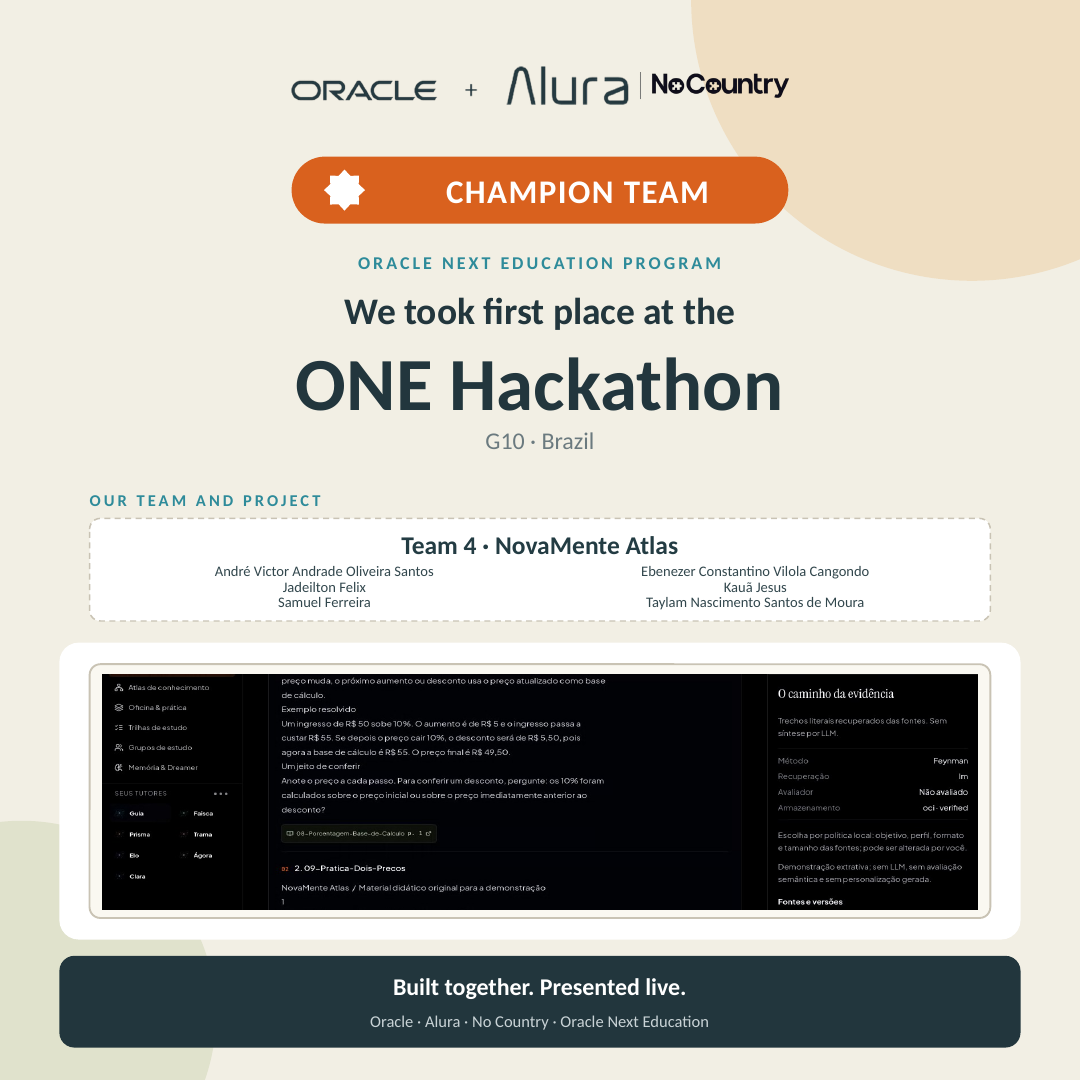 ORACLE + Alura | NoCountry
CHAMPION TEAM
ORACLE NEXT EDUCATION PROGRAM
We took first place at the
ONE Hackathon
G10 · Brazil
OUR TEAM AND PROJECT
Team 4 · NovaMente Atlas
André Victor Andrade Oliveira Santos
Jadeilton Felix
Samuel Ferreira
Ebenezer Constantino Vilola Cangondo
Kauã Jesus
Taylam Nascimento Santos de Moura
Atlas de conhecimento
Oficina & prática
Trilhas de estudo
Grupos de estudo
Memória & Dreamer
SEUS TUTORES
Guia
Faísca
Prisma
Trama
Elo
Ágora
Clara
preço muda, o próximo aumento ou desconto usa o preço atualizado como base
de cálculo.
Exemplo resolvido
Um ingresso de R$ 50 sobe 10%. O aumento é de R$ 5 e o ingresso passa a
custar R$ 55. Se depois o preço cair 10%, o desconto será de R$ 5,50, pois
agora a base de cálculo é R$ 55. O preço final é R$ 49,50.
Um jeito de conferir
Anote o preço a cada passo. Para conferir um desconto, pergunte: os 10% foram
calculados sobre o preço inicial ou sobre o preço imediatamente anterior ao
desconto?
08-Porcentagem-Base-de-Calculo p. 1
02 2. 09-Pratica-Dois-Precos
NovaMente Atlas / Material didático original para a demonstração
1
O caminho da evidência
Trechos literais recuperados das fontes. Sem
síntese por LLM.
Método Feynman
Recuperação lm
Avaliador Não avaliado
Armazenamento oci · verified
Escolha por política local: objetivo, perfil, formato
e tamanho das fontes; pode ser alterada por você.
Demonstração extrativa; sem LLM, sem avaliação
semântica e sem personalização gerada.
Fontes e versões
Built together. Presented live.
Oracle · Alura · No Country · Oracle Next Education